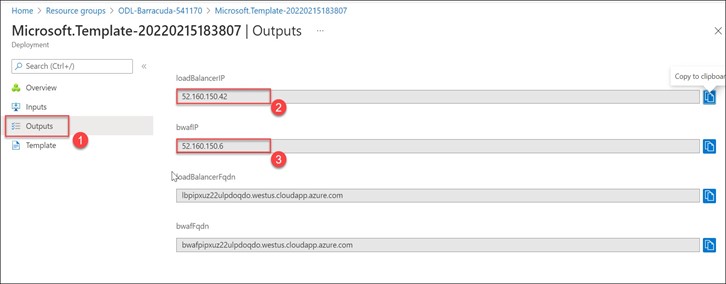 Home > Resource groups > ODL-Barracuda-541170 > Microsoft.Template-20220215183807
Microsoft.Template-20220215183807 | Outputs ...
Deployment
Search (Ctrl+/)
Overview
Inputs
Outputs
1
Template
Copy to clipboar
loadBalancerIP
52.160.150.42
2
bwafIP
52.160.150.6
3
loadBalancerFqdn
lbpipxuz22ulpdoqdo.westus.cloudapp.azure.com
bwafFqdn
bwafpipxuz22ulpdoqdo.westus.cloudapp.azure.com